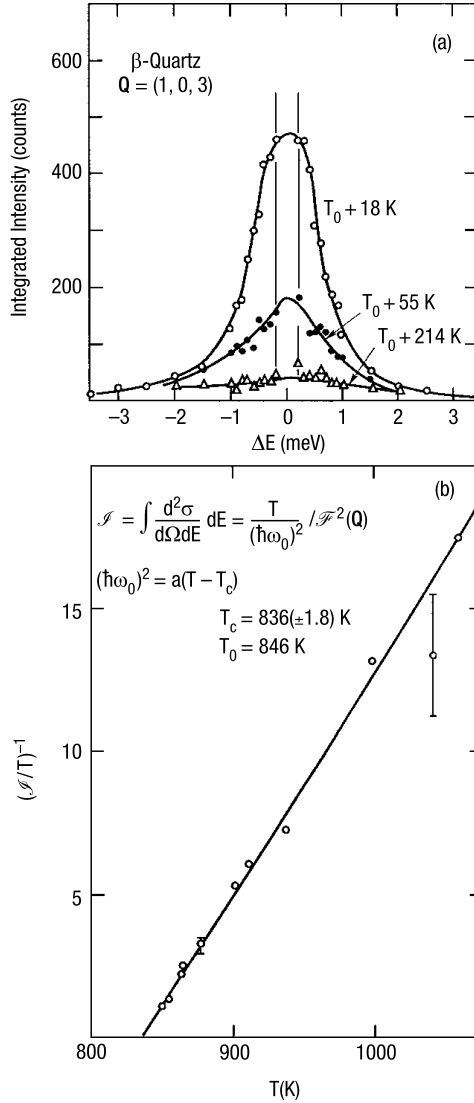 (a)
600
400
200
Integrated Intensity (counts)
β-Quartz
Q = (1, 0, 3)
T₀ + 18 K
T₀ + 55 K
T₀ + 214 K
−3 −2 −1 0 1 2 3
ΔE (meV)
(b)
ℐ = ∫ d²σ/dΩdE dE = T/(ħω₀)² /ℱ²(Q)
(ħω₀)² = a(T − T_c)
T_c = 836(±1.8) K
T₀ = 846 K
15
10
5
(ℐ/T)⁻¹
800 900 1000
T(K)